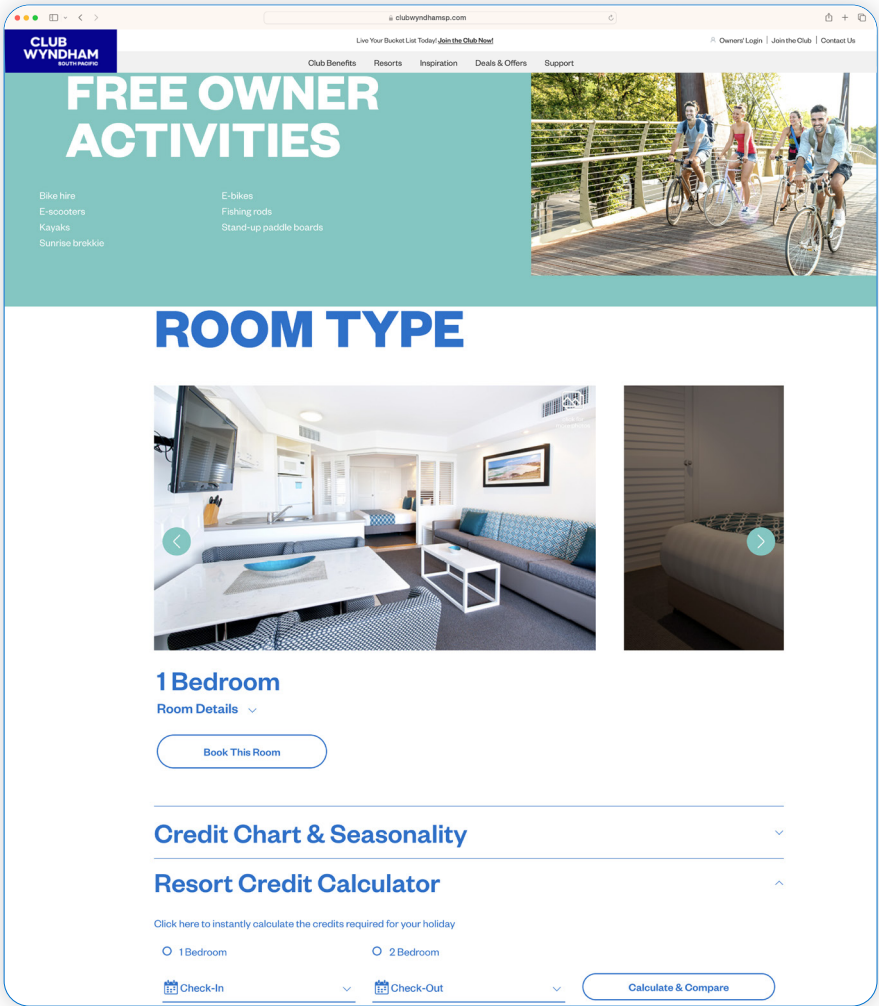 clubwyndhamsp.com
CLUB
WYNDHAM
SOUTH PACIFIC
Live Your Bucket List Today! Join the Club Now!
Owners' Login | Join the Club | Contact Us
Club Benefits Resorts Inspiration Deals & Offers Support
FREE OWNER
ACTIVITIES
Bike hire
E-scooters
Kayaks
Sunrise brekkie
E-bikes
Fishing rods
Stand-up paddle boards
ROOM TYPE
1 Bedroom
Room Details
Book This Room
Credit Chart & Seasonality
Resort Credit Calculator
Click here to instantly calculate the credits required for your holiday
1 Bedroom
2 Bedroom
Check-In
Check-Out
Calculate & Compare